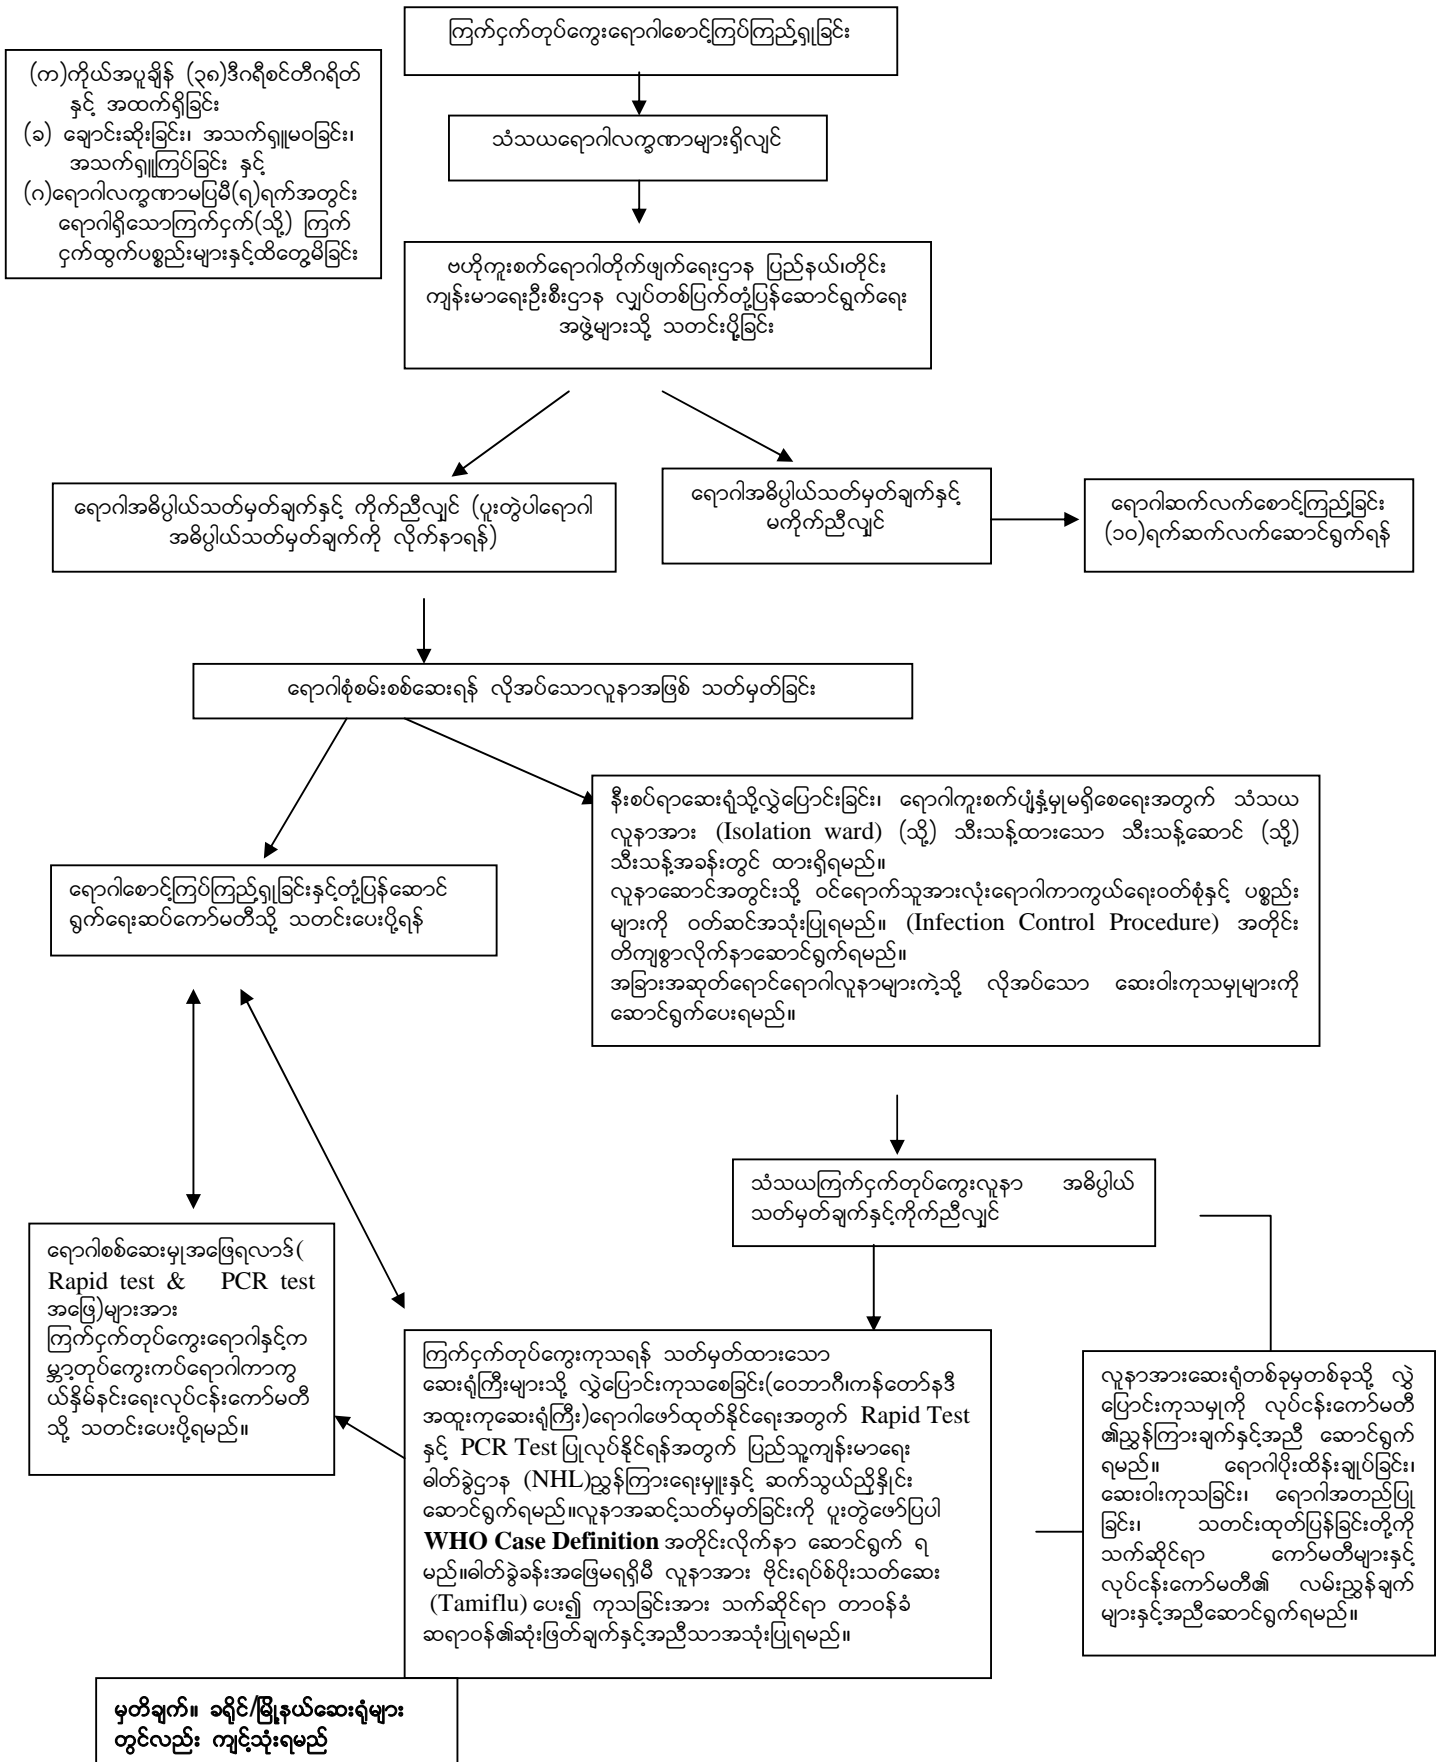 ကြက်ငှက်တုပ်ကွေးရောဂါစောင့်ကြပ်ကြည့်ရှုခြင်း
(က)ကိုယ်အပူချိန် (၃၈)ဒီဂရီစင်တီဂရိတ်
နှင့် အထက်ရှိခြင်း
(ခ) ချောင်းဆိုးခြင်း၊ အသက်ရှူမဝခြင်း၊
အသက်ရှူကြပ်ခြင်း နှင့်
(ဂ)ရောဂါလက္ခဏာမပြမီ(ရ)ရက်အတွင်း
ရောဂါရှိသောကြက်ငှက်(သို့) ကြက်
ငှက်ထွက်ပစ္စည်းများနှင့်ထိတွေ့မိခြင်း
သံသယရောဂါလက္ခဏာများရှိလျင်
ဗဟိုကူးစက်ရောဂါတိုက်ဖျက်ရေးဌာန ပြည်နယ်၊တိုင်း
ကျန်းမာရေးဦးစီးဌာန လျှပ်တစ်ပြက်တုံ့ပြန်ဆောင်ရွက်ရေး
အဖွဲ့များသို့ သတင်းပို့ခြင်း
ရောဂါအဓိပ္ပါယ်သတ်မှတ်ချက်နှင့် ကိုက်ညီလျှင် (ပူးတွဲပါရောဂါ
အဓိပ္ပါယ်သတ်မှတ်ချက်ကို လိုက်နာရန်)
ရောဂါအဓိပ္ပါယ်သတ်မှတ်ချက်နှင့်
မကိုက်ညီလျှင်
ရောဂါဆက်လက်စောင့်ကြည့်ခြင်း
(၁၀)ရက်ဆက်လက်ဆောင်ရွက်ရန်
ရောဂါစုံစမ်းစစ်ဆေးရန် လိုအပ်သောလူနာအဖြစ် သတ်မှတ်ခြင်း
နီးစပ်ရာဆေးရုံသို့လွှဲပြောင်းခြင်း၊ ရောဂါကူးစက်ပျံ့နှံ့မှုမရှိစေရေးအတွက် သံသယ
လူနာအား (Isolation ward) (သို့) သီးသန့်ထားသော သီးသန့်ဆောင် (သို့)
သီးသန့်အခန်းတွင် ထားရှိရမည်။
လူနာဆောင်အတွင်းသို့ ဝင်ရောက်သူအားလုံးရောဂါကာကွယ်ရေးဝတ်စုံနှင့် ပစ္စည်း
များကို ဝတ်ဆင်အသုံးပြုရမည်။ (Infection Control Procedure) အတိုင်း
တိကျစွာလိုက်နာဆောင်ရွက်ရမည်။
အခြားအဆုတ်ရောင်ရောဂါလူနာများကဲ့သို့ လိုအပ်သော ဆေးဝါးကုသမှုများကို
ဆောင်ရွက်ပေးရမည်။
ရောဂါစောင့်ကြပ်ကြည့်ရှုခြင်းနှင့်တုံ့ပြန်ဆောင်
ရွက်ရေးဆပ်ကော်မတီသို့ သတင်းပေးပို့ရန်
သံသယကြက်ငှက်တုပ်ကွေးလူနာ အဓိပ္ပါယ်
သတ်မှတ်ချက်နှင့်ကိုက်ညီလျှင်
ရောဂါစစ်ဆေးမှုအဖြေရလာဒ်(
Rapid test & PCR test
အဖြေ)များအား
ကြက်ငှက်တုပ်ကွေးရောဂါနှင့်က
မ္ဘာ့တုပ်ကွေးကပ်ရောဂါကာကွ
ယ်နှိမ်နင်းရေးလုပ်ငန်းကော်မတီ
သို့ သတင်းပေးပို့ရမည်။
ကြက်ငှက်တုပ်ကွေးကုသရန် သတ်မှတ်ထားသော
ဆေးရုံကြီးများသို့ လွှဲပြောင်းကုသစေခြင်း(ဝေဘာဂီ၊ကန်တော်နဒီ
အထူးကုဆေးရုံကြီး)ရောဂါဖော်ထုတ်နိုင်ရေးအတွက် Rapid Test
နှင့် PCR Test ပြုလုပ်နိုင်ရန်အတွက် ပြည်သူ့ကျန်းမာရေး
ဓါတ်ခွဲဌာန (NHL)ညွှန်ကြားရေးမှူးနှင့် ဆက်သွယ်ညှိနှိုင်း
ဆောင်ရွက်ရမည်။လူနာအဆင့်သတ်မှတ်ခြင်းကို ပူးတွဲဖော်ပြပါ
WHO Case Definition အတိုင်းလိုက်နာ ဆောင်ရွက် ရ
မည်။ဓါတ်ခွဲခန်းအဖြေမရရှိမီ လူနာအား ဗိုင်းရပ်စ်ပိုးသတ်ဆေး
(Tamiflu) ပေး၍ ကုသခြင်းအား သက်ဆိုင်ရာ တာဝန်ခံ
ဆရာဝန်၏ဆုံးဖြတ်ချက်နှင့်အညီသာအသုံးပြုရမည်။
လူနာအားဆေးရုံတစ်ခုမှတစ်ခုသို့ လွှဲ
ပြောင်းကုသမှုကို လုပ်ငန်းကော်မတီ
၏ညွှန်ကြားချက်နှင့်အညီ ဆောင်ရွက်
ရမည်။ ရောဂါပိုးထိန်းချုပ်ခြင်း၊
ဆေးဝါးကုသခြင်း၊ ရောဂါအတည်ပြု
ခြင်း၊ သတင်းထုတ်ပြန်ခြင်းတို့ကို
သက်ဆိုင်ရာ ကော်မတီများနှင့်
လုပ်ငန်းကော်မတီ၏ လမ်းညွှန်ချက်
များနှင့်အညီဆောင်ရွက်ရမည်။
မှတ်ချက်။ ခရိုင်/မြို့နယ်ဆေးရုံများ
တွင်လည်း ကျင့်သုံးရမည်